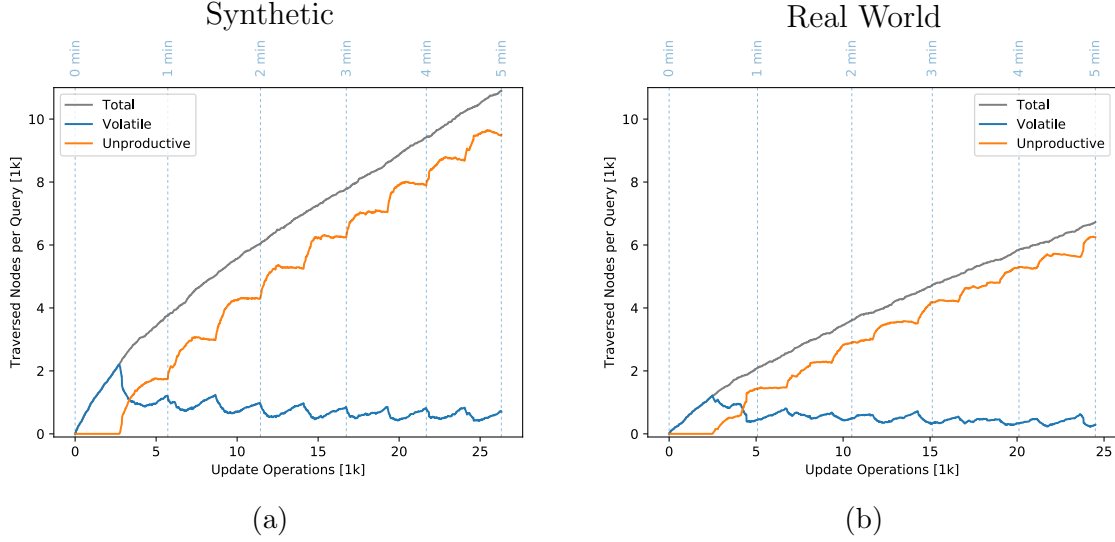 Synthetic
0 min 1 min 2 min 3 min 4 min 5 min
Total
Volatile
Unproductive
Traversed Nodes per Query [1k]
10
8
6
4
2
0
0 5 10 15 20 25
Update Operations [1k]
(a)
Real World
0 min 1 min 2 min 3 min 4 min 5 min
Total
Volatile
Unproductive
Traversed Nodes per Query [1k]
10
8
6
4
2
0
0 5 10 15 20 25
Update Operations [1k]
(b)